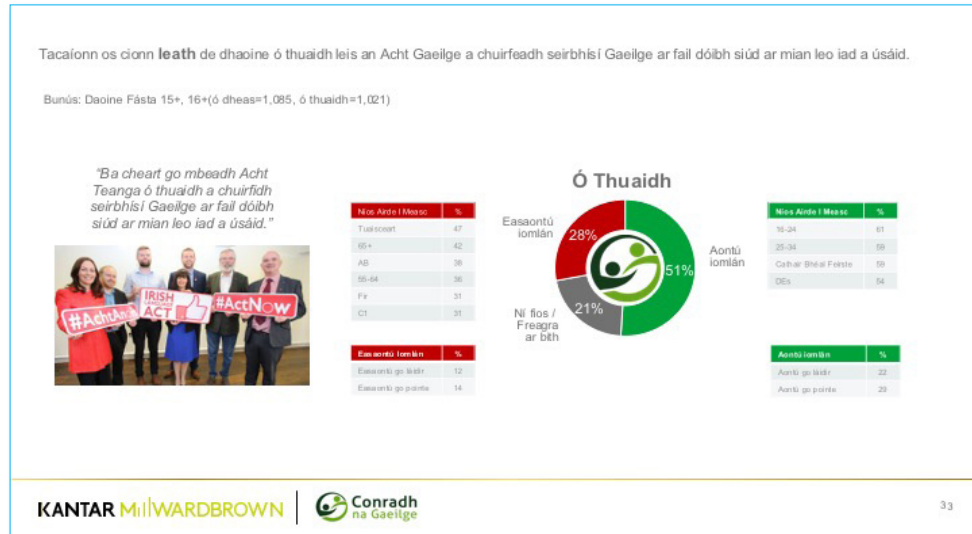 Tacaíonn os cionn leath de dhaoine ó thuaidh leis an Acht Gaeilge a chuirfeadh seirbhísí Gaeilge ar fail dóibh siúd ar mian leo iad a úsáid.
Bunús: Daoine Fásta 15+, 16+(ó dheas=1,085, ó thuaidh=1,021)
"Ba cheart go mbeadh Acht
Teanga ó thuaidh a chuirfidh
seirbhísí Gaeilge ar fail dóibh
siúd ar mian leo iad a úsáid."
#AchtAnois
IRISH
LANGUAGE
ACT
#ActNow
Níos Airde I Measc %
Tuaisceart 47
65+ 42
AB 38
55-64 36
Fir 31
C1 31
Easaontú Iomlán %
Easaontú go láidir 12
Easaontú go pointe 14
Ó Thuaidh
Easaontú
iomlán
28%
51%
Aontú
iomlán
21%
Ní fios /
Freagra
ar bith
Níos Airde I Measc %
16-24 61
25-34 59
Cathair Bhéal Feirste 59
DEs 54
Aontú Iomlán %
Aontú go láidir 22
Aontú go pointe 29
KANTAR MillWARDBROWN
Conradh
na Gaeilge
33